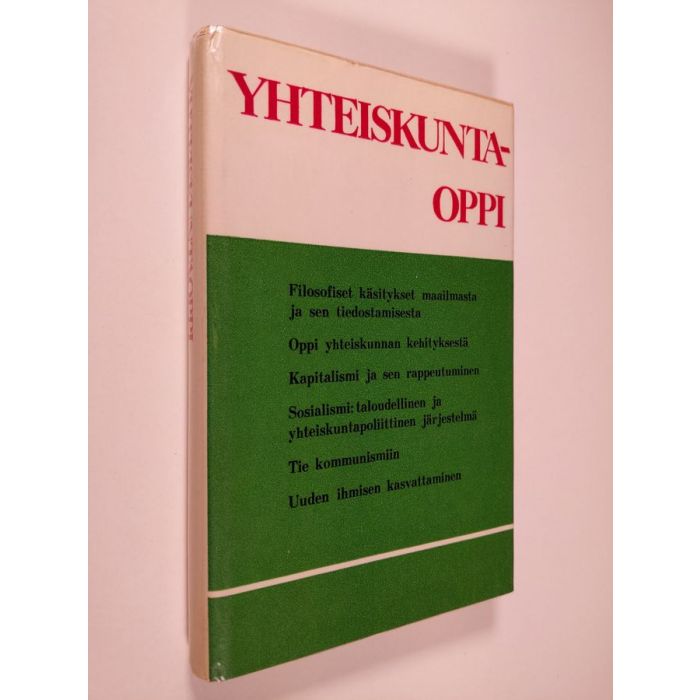 YHTEISKUNTA-
OPPI
Filosofiset käsitykset maailmasta
ja sen tiedostamisesta
Oppi yhteiskunnan kehityksestä
Kapitalismi ja sen rappeutuminen
Sosialismi: taloudellinen ja
yhteiskuntapoliittinen järjestelmä
Tie kommunismiin
Uuden ihmisen kasvattaminen
YHTEISKUNTAOPPI